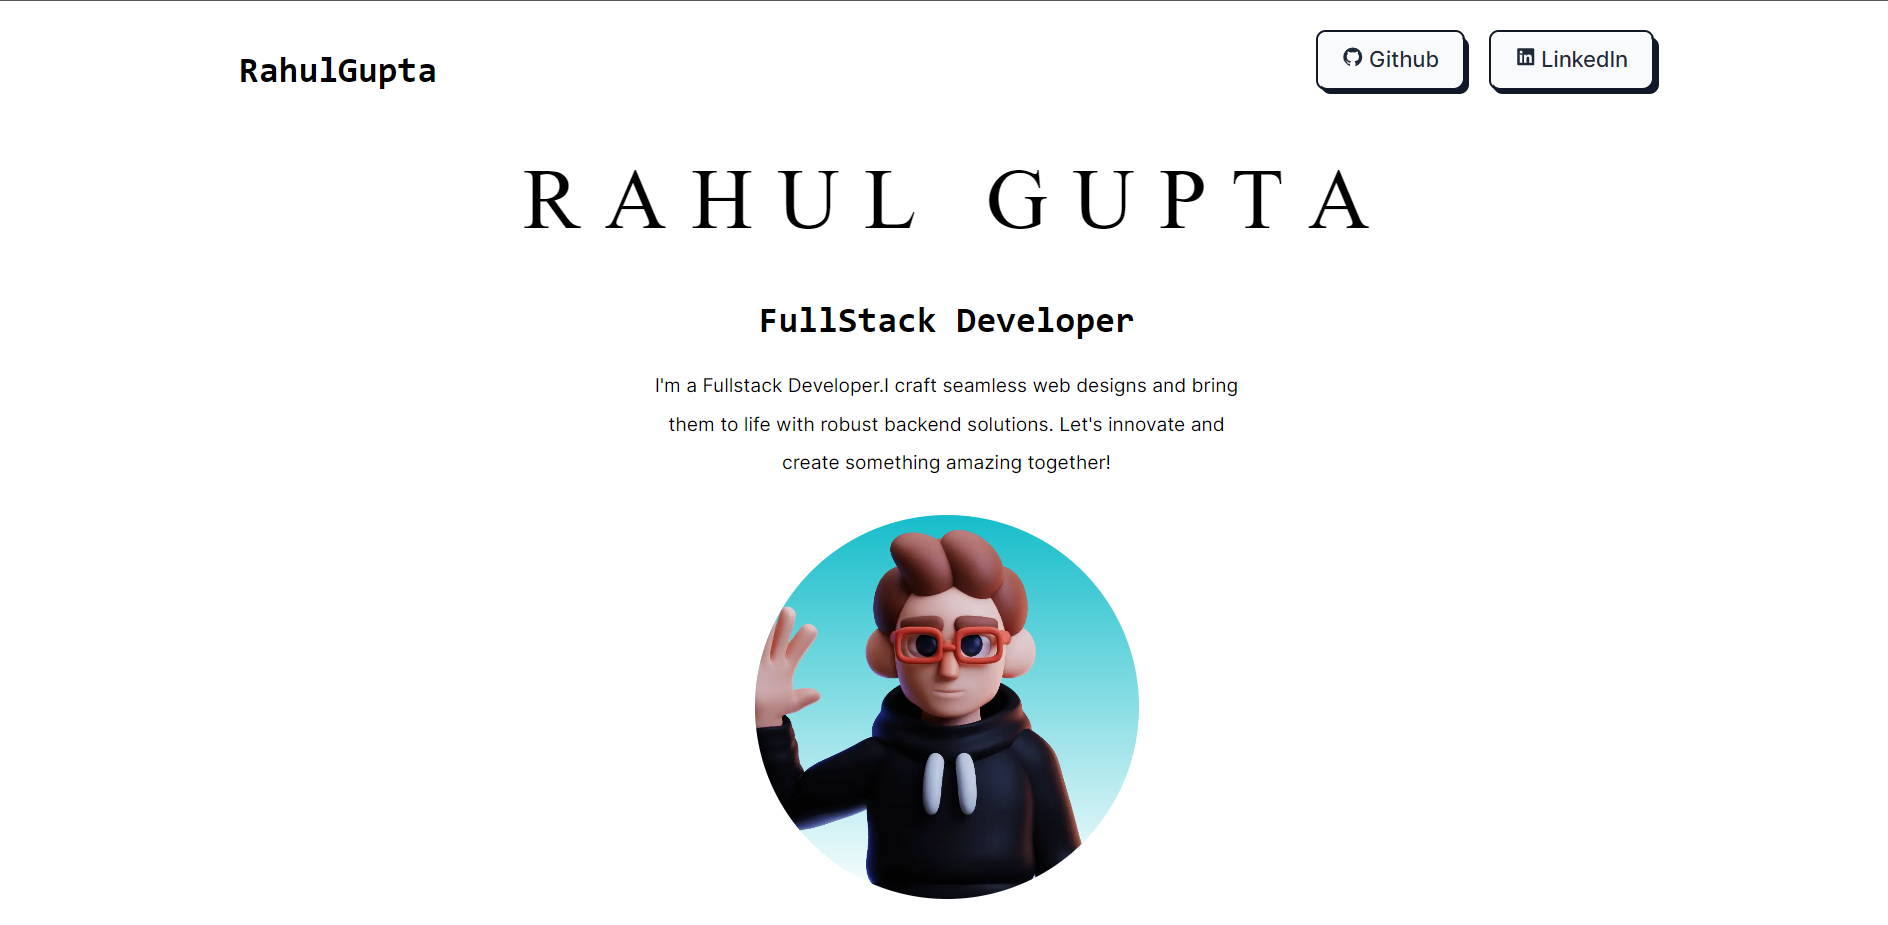 RahulGupta
Github
LinkedIn
RAHUL GUPTA
FullStack Developer
I'm a Fullstack Developer.I craft seamless web designs and bring
them to life with robust backend solutions. Let's innovate and
create something amazing together!